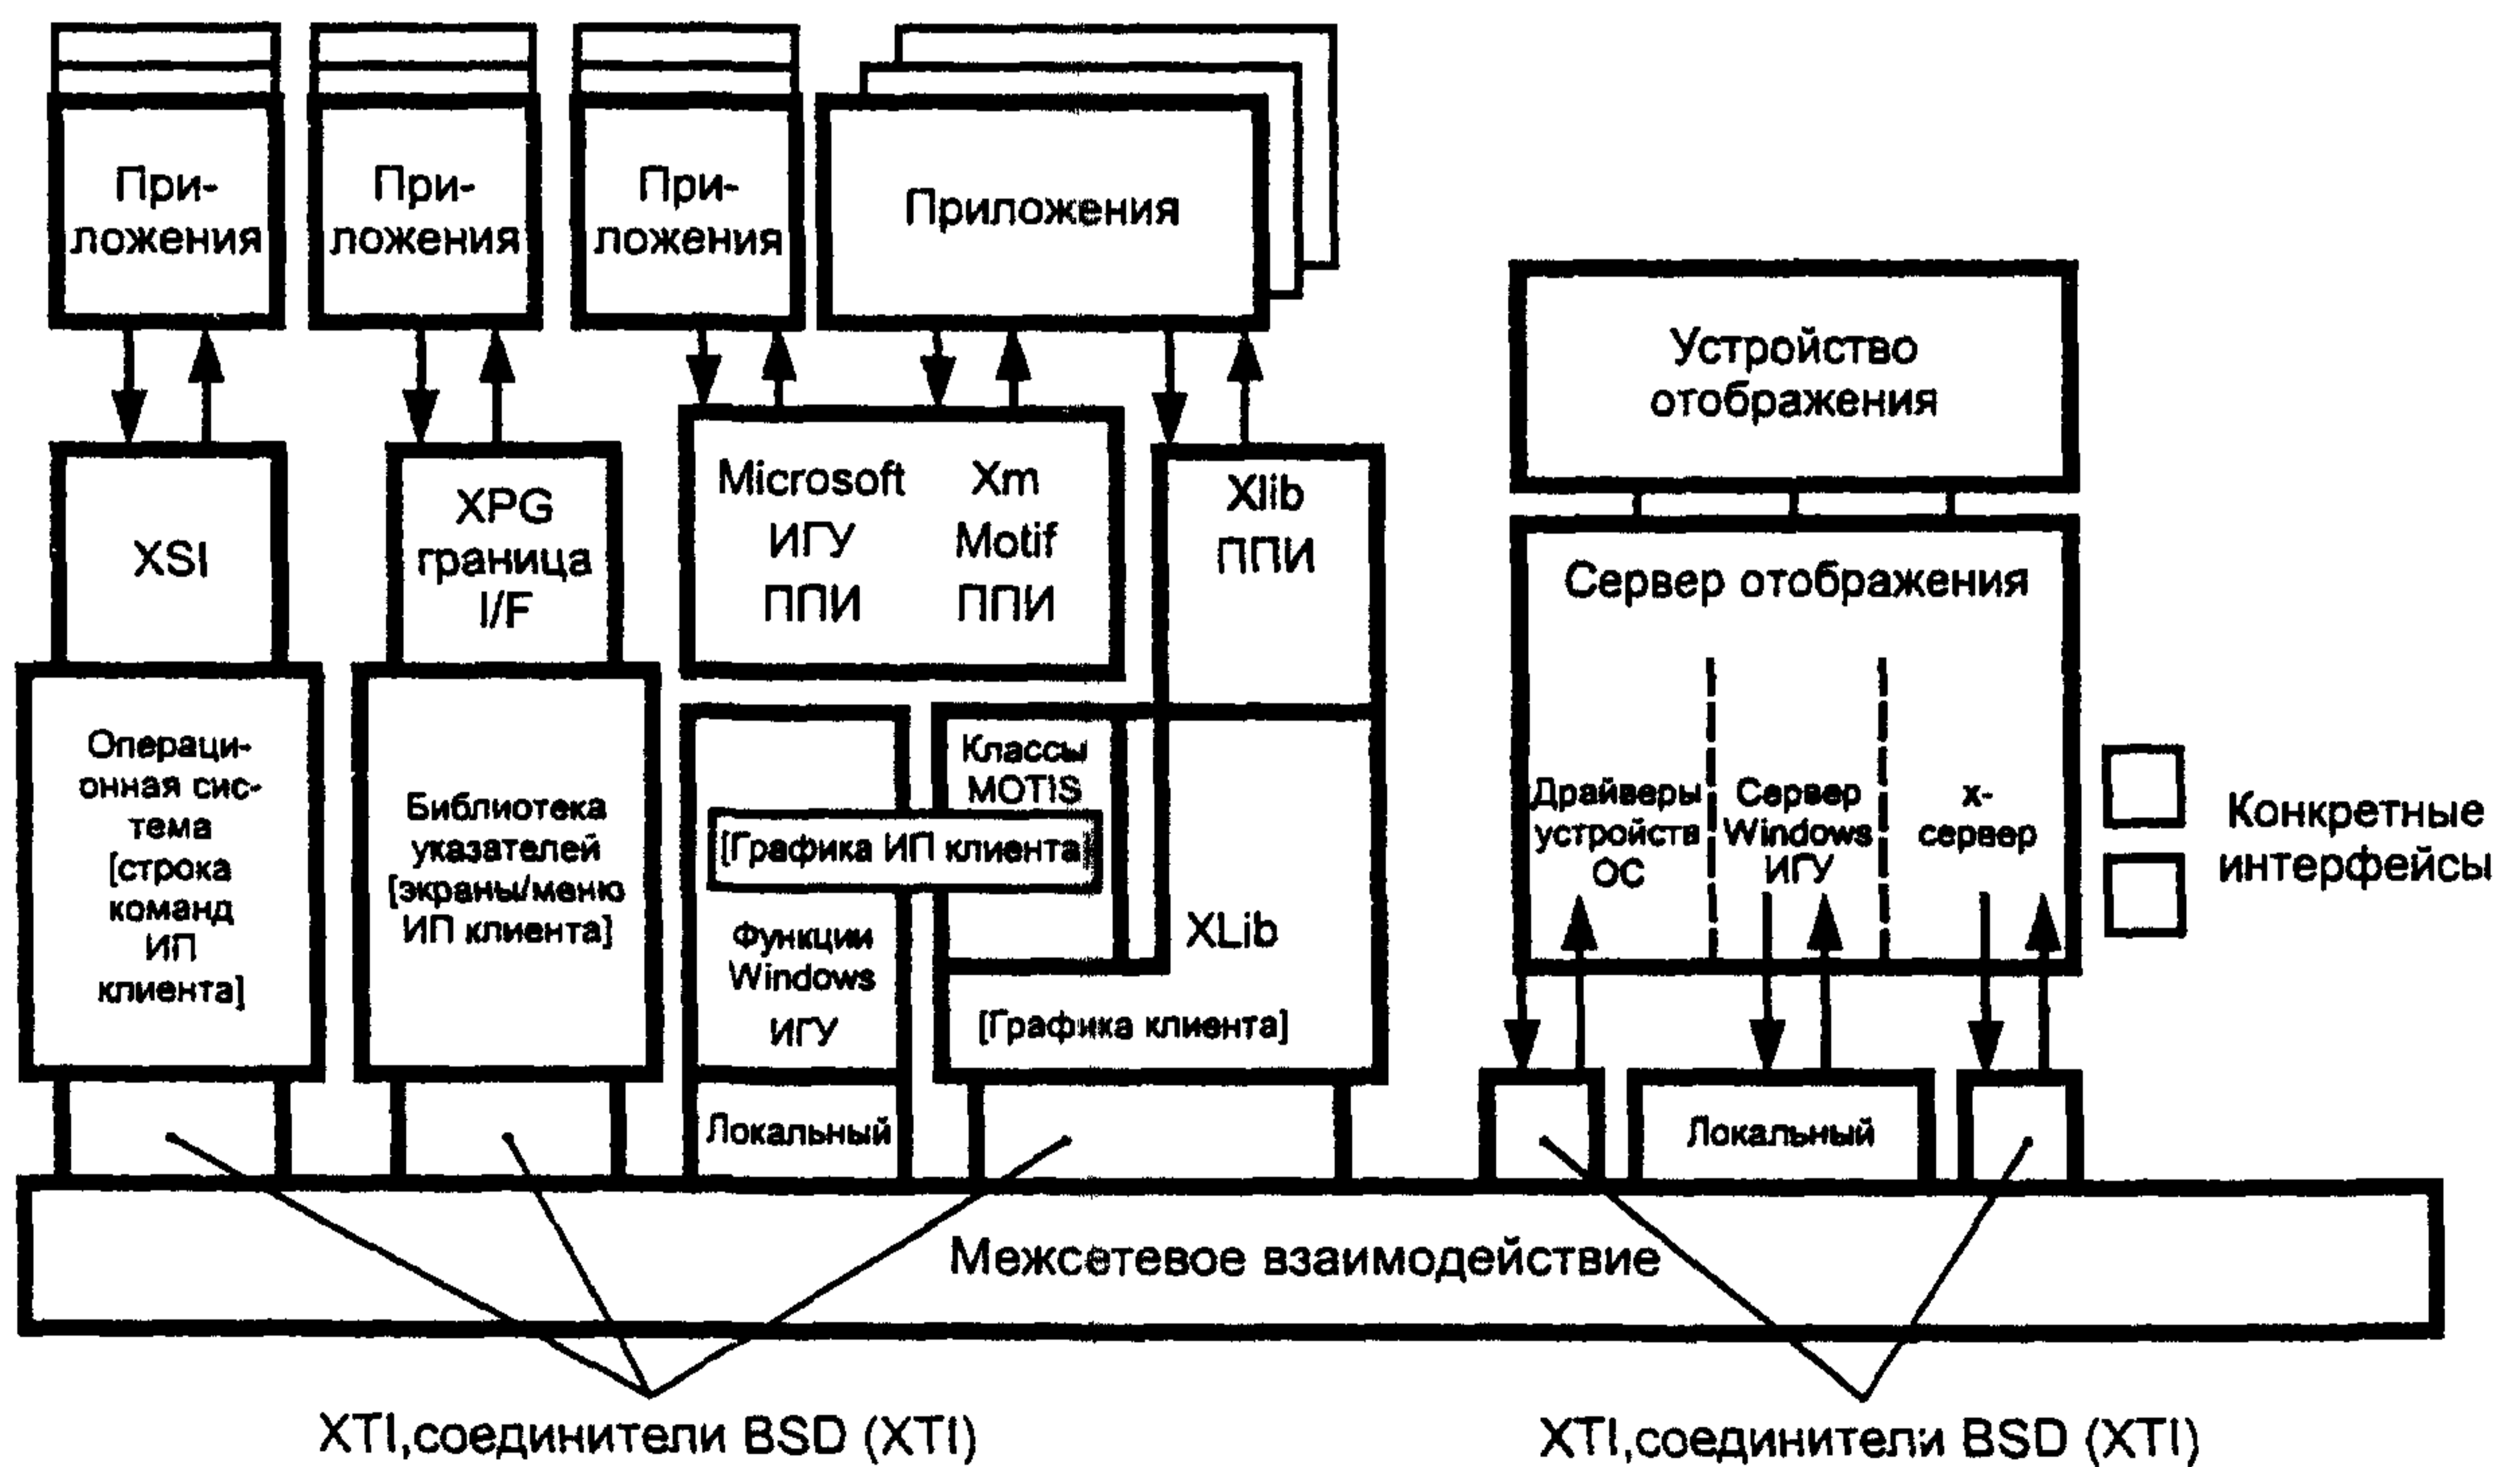 При-
ложения
При-
ложения
При-
ложения
Приложения
Устройство
отображения
XSI
XPG
граница
I/F
Microsoft
ИГУ
ППИ
Xm
Motif
ППИ
Xlib
ППИ
Сервер отображения
Операци-
онная сис-
тема
[строка
команд
ИП
клиента]
Библиотека
указателей
[экраны/меню
ИП клиента]
Классы
MOTIS
[Графика ИП клиента]
Функции
Windows
ИГУ
XLib
[Графика клиента]
Драйверы
устройств
ОС
Сервер
Windows
ИГУ
х-
сервер
Конкретные
интерфейсы
Локальный
Локальный
Межсетевое взаимодействие
XTI,соединители BSD (XTI)
XTI,соединители BSD (XTI)